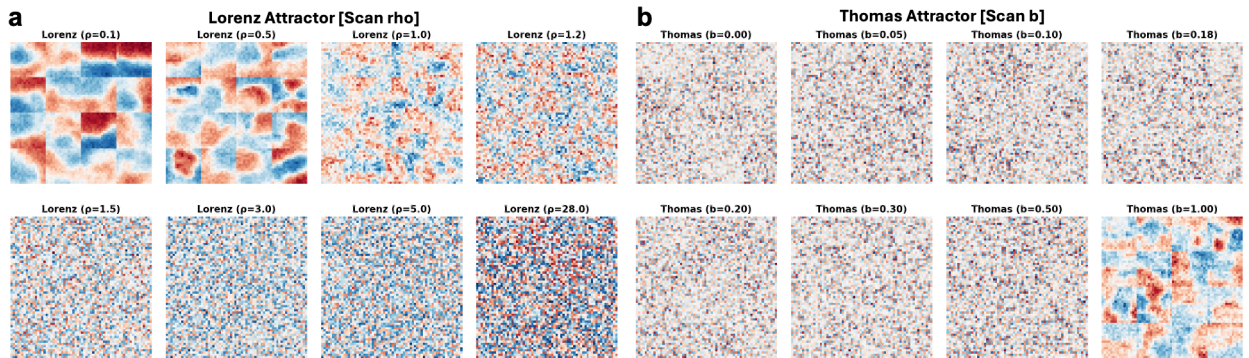 a
Lorenz Attractor [Scan rho]
Lorenz (ρ=0.1) Lorenz (ρ=0.5) Lorenz (ρ=1.0) Lorenz (ρ=1.2)
Lorenz (ρ=1.5) Lorenz (ρ=3.0) Lorenz (ρ=5.0) Lorenz (ρ=28.0)
b
Thomas Attractor [Scan b]
Thomas (b=0.00) Thomas (b=0.05) Thomas (b=0.10) Thomas (b=0.18)
Thomas (b=0.20) Thomas (b=0.30) Thomas (b=0.50) Thomas (b=1.00)